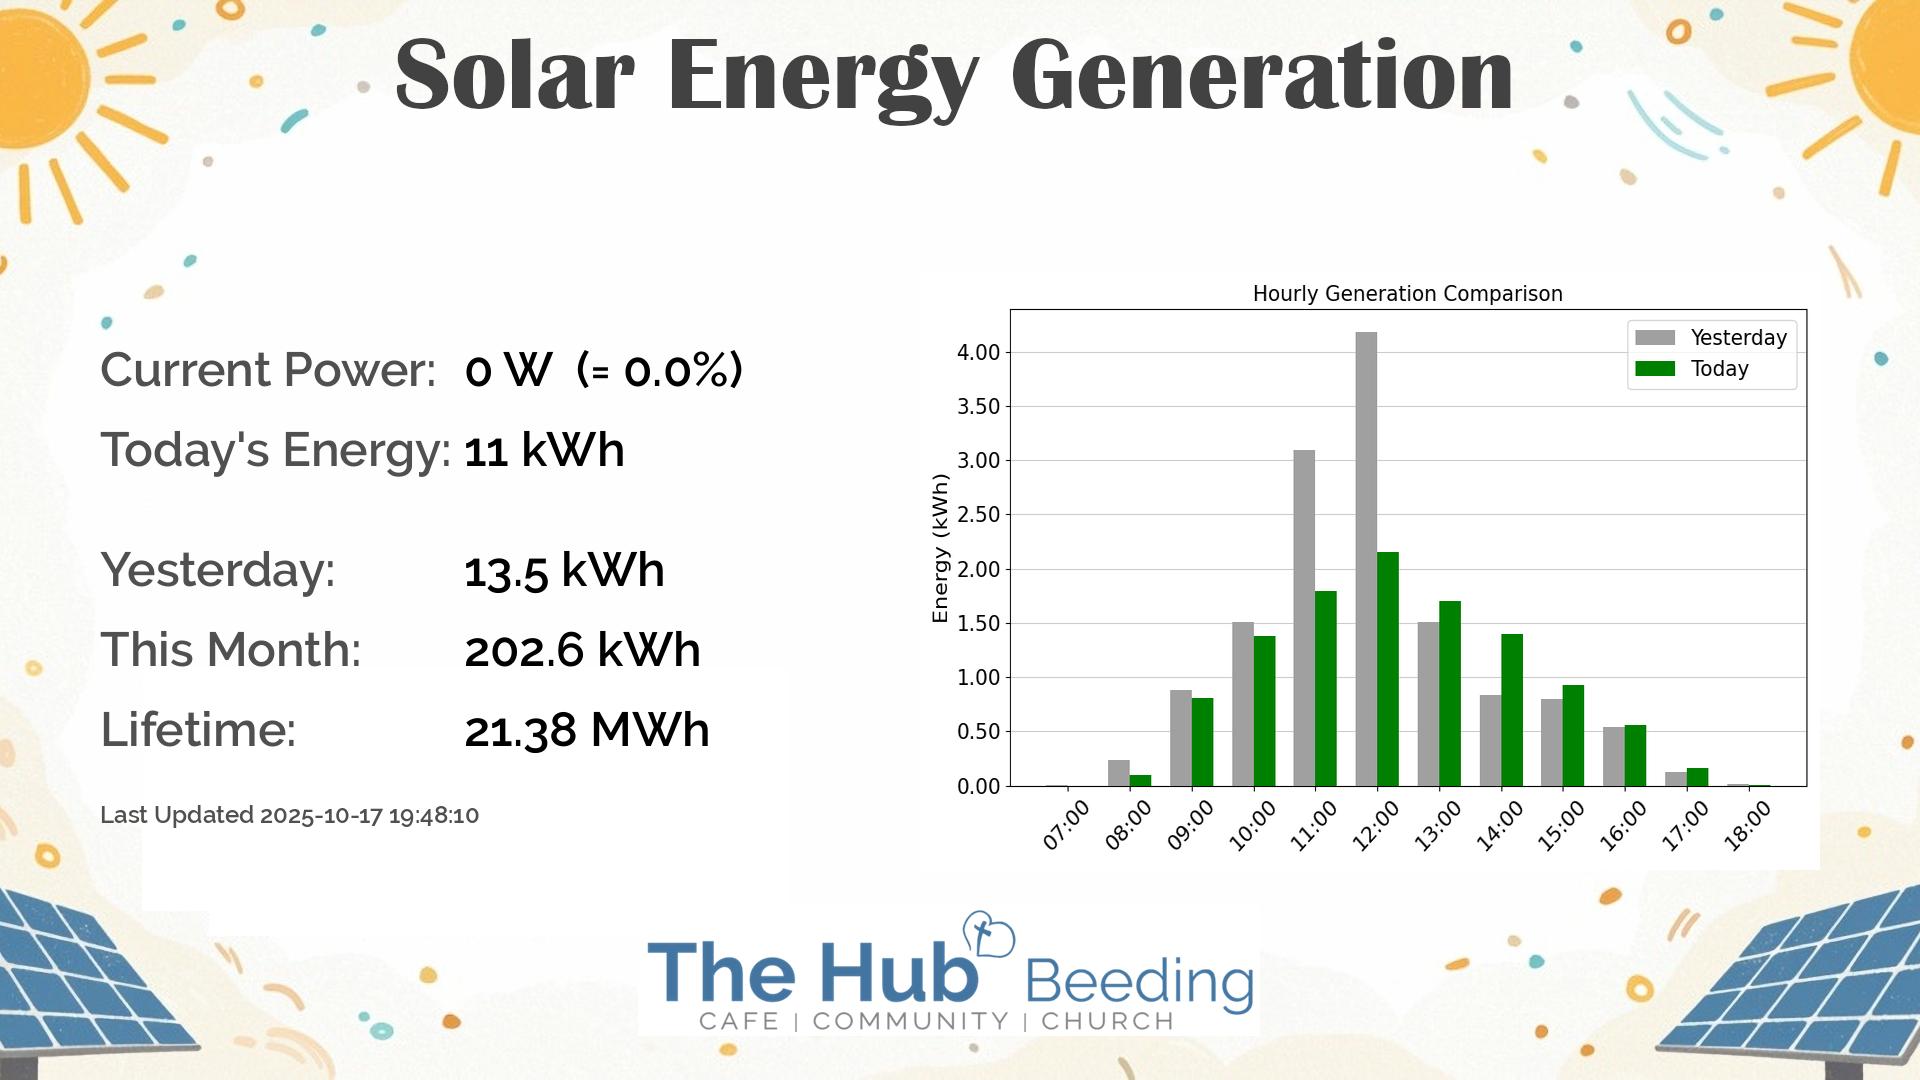 Solar Energy Generation
Current Power: 0 W (= 0.0%)
Today's Energy: 11 kWh
Yesterday: 13.5 kWh
This Month: 202.6 kWh
Lifetime: 21.38 MWh
Last Updated 2025-10-17 19:48:10
Hourly Generation Comparison
Yesterday
Today
Energy (kWh)
4.00
3.50
3.00
2.50
2.00
1.50
1.00
0.50
0.00
07:00 08:00 09:00 10:00 11:00 12:00 13:00 14:00 15:00 16:00 17:00 18:00
The Hub Beeding
CAFE | COMMUNITY | CHURCH